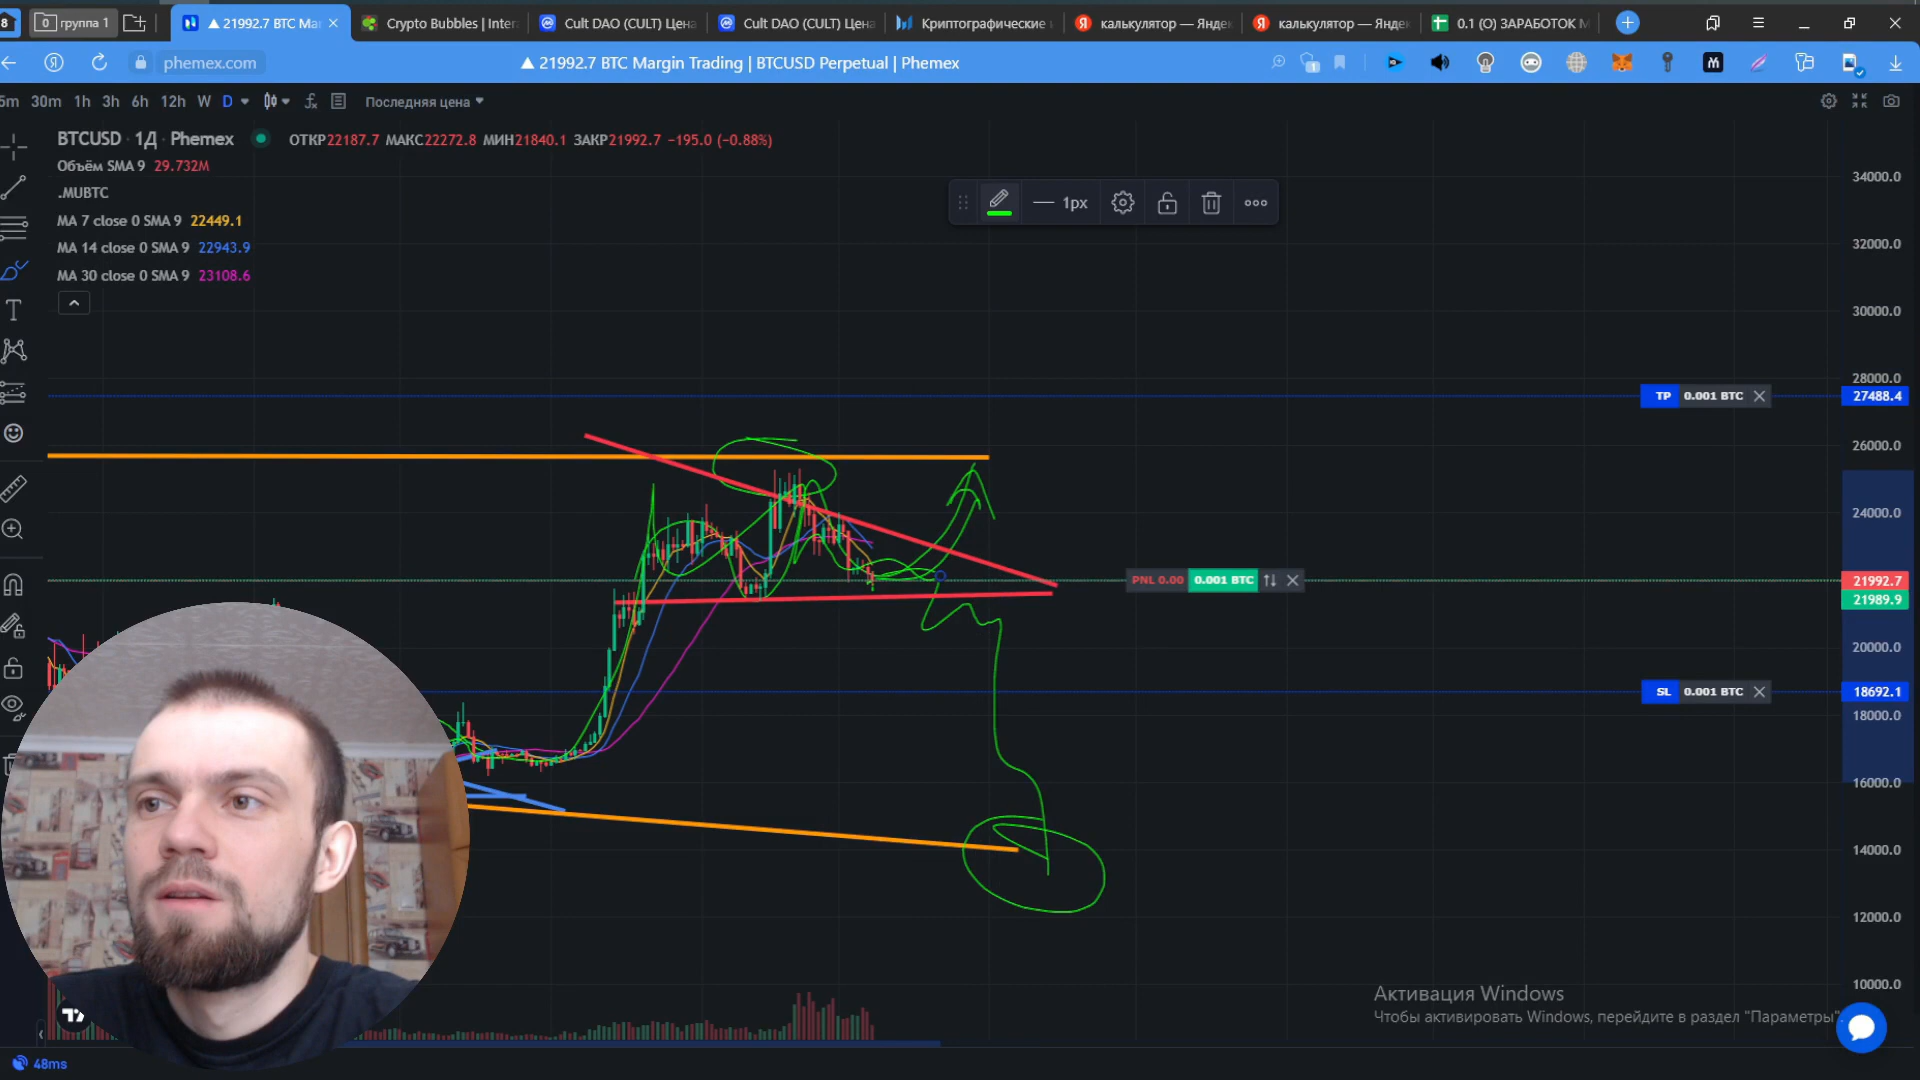 8
0 группа 1
▲ 21992.7 BTC Ma
Crypto Bubbles | Inter
Cult DAO (CULT) Цена
Cult DAO (CULT) Цена
Криптографические
калькулятор — Яндек
калькулятор — Яндек
0.1 (О) ЗАРАБОТОК М
phemex.com
▲ 21992.7 BTC Margin Trading | BTCUSD Perpetual | Phemex
5m 30m 1h 3h 6h 12h W D
Последняя цена
BTCUSD · 1Д · Phemex
ОТКР22187.7 МАКС22272.8 МИН21840.1 ЗАКР21992.7 −195.0 (−0.88%)
Объём SMA 9 29.732M
.MUBTC
MA 7 close 0 SMA 9 22449.1
MA 14 close 0 SMA 9 22943.9
MA 30 close 0 SMA 9 23108.6
1px
34000.0
32000.0
30000.0
28000.0
TP 0.001 BTC
27488.4
26000.0
24000.0
PNL 0.00 0.001 BTC
21992.7
21989.9
20000.0
SL 0.001 BTC
18692.1
18000.0
16000.0
14000.0
12000.0
10000.0
Активация Windows
Чтобы активировать Windows, перейдите в раздел "Параметры"
48ms